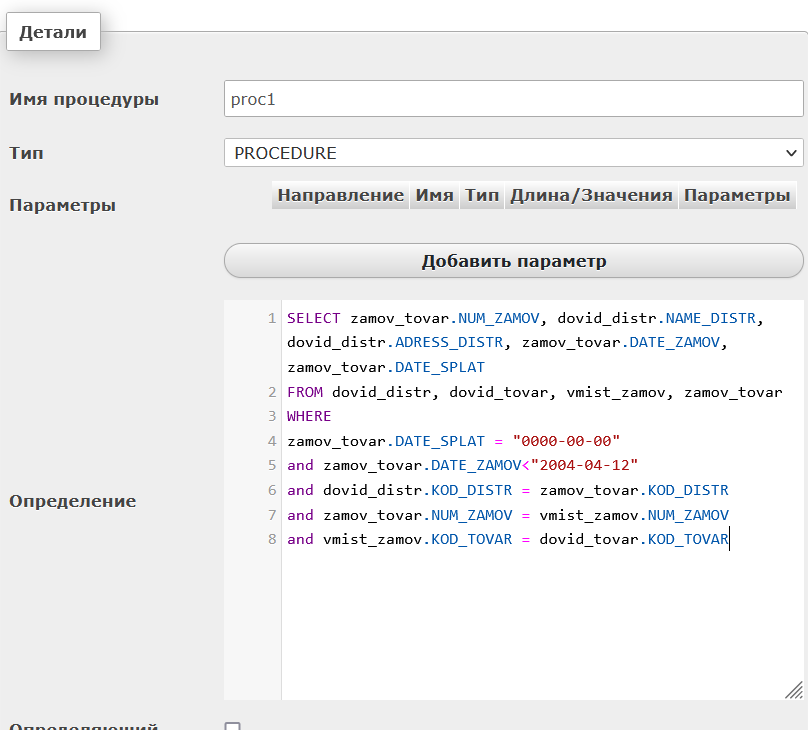 Детали
Имя процедуры
proc1
Тип
PROCEDURE
Параметры
Направление Имя Тип Длина/Значения Параметры
Добавить параметр
Определение
1 SELECT zamov_tovar.NUM_ZAMOV, dovid_distr.NAME_DISTR,
dovid_distr.ADRESS_DISTR, zamov_tovar.DATE_ZAMOV,
zamov_tovar.DATE_SPLAT
2 FROM dovid_distr, dovid_tovar, vmist_zamov, zamov_tovar
3 WHERE
4 zamov_tovar.DATE_SPLAT = "0000-00-00"
5 and zamov_tovar.DATE_ZAMOV<"2004-04-12"
6 and dovid_distr.KOD_DISTR = zamov_tovar.KOD_DISTR
7 and zamov_tovar.NUM_ZAMOV = vmist_zamov.NUM_ZAMOV
8 and vmist_zamov.KOD_TOVAR = dovid_tovar.KOD_TOVAR
Определяющий